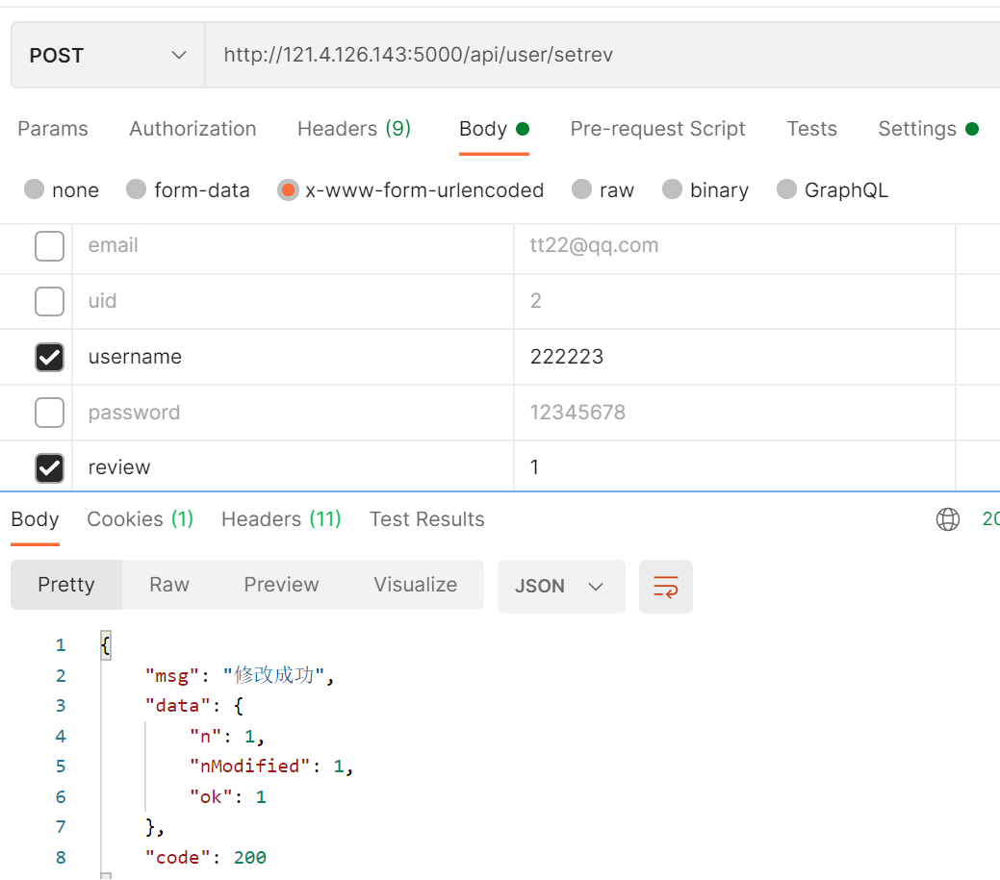 POST http://121.4.126.143:5000/api/user/setrev
Params Authorization Headers (9) Body Pre-request Script Tests Settings
none form-data x-www-form-urlencoded raw binary GraphQL
email tt22@qq.com
uid 2
username 222223
password 12345678
review 1
Body Cookies (1) Headers (11) Test Results 20
Pretty Raw Preview Visualize JSON
1 {
2 "msg": "修改成功",
3 "data": {
4 "n": 1,
5 "nModified": 1,
6 "ok": 1
7 },
8 "code": 200